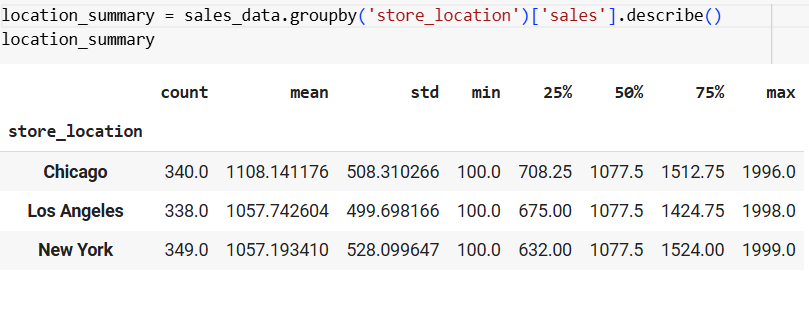 location_summary = sales_data.groupby('store_location')['sales'].describe()
location_summary
count mean std min 25% 50% 75% max
store_location
Chicago 340.0 1108.141176 508.310266 100.0 708.25 1077.5 1512.75 1996.0
Los Angeles 338.0 1057.742604 499.698166 100.0 675.00 1077.5 1424.75 1998.0
New York 349.0 1057.193410 528.099647 100.0 632.00 1077.5 1524.00 1999.0